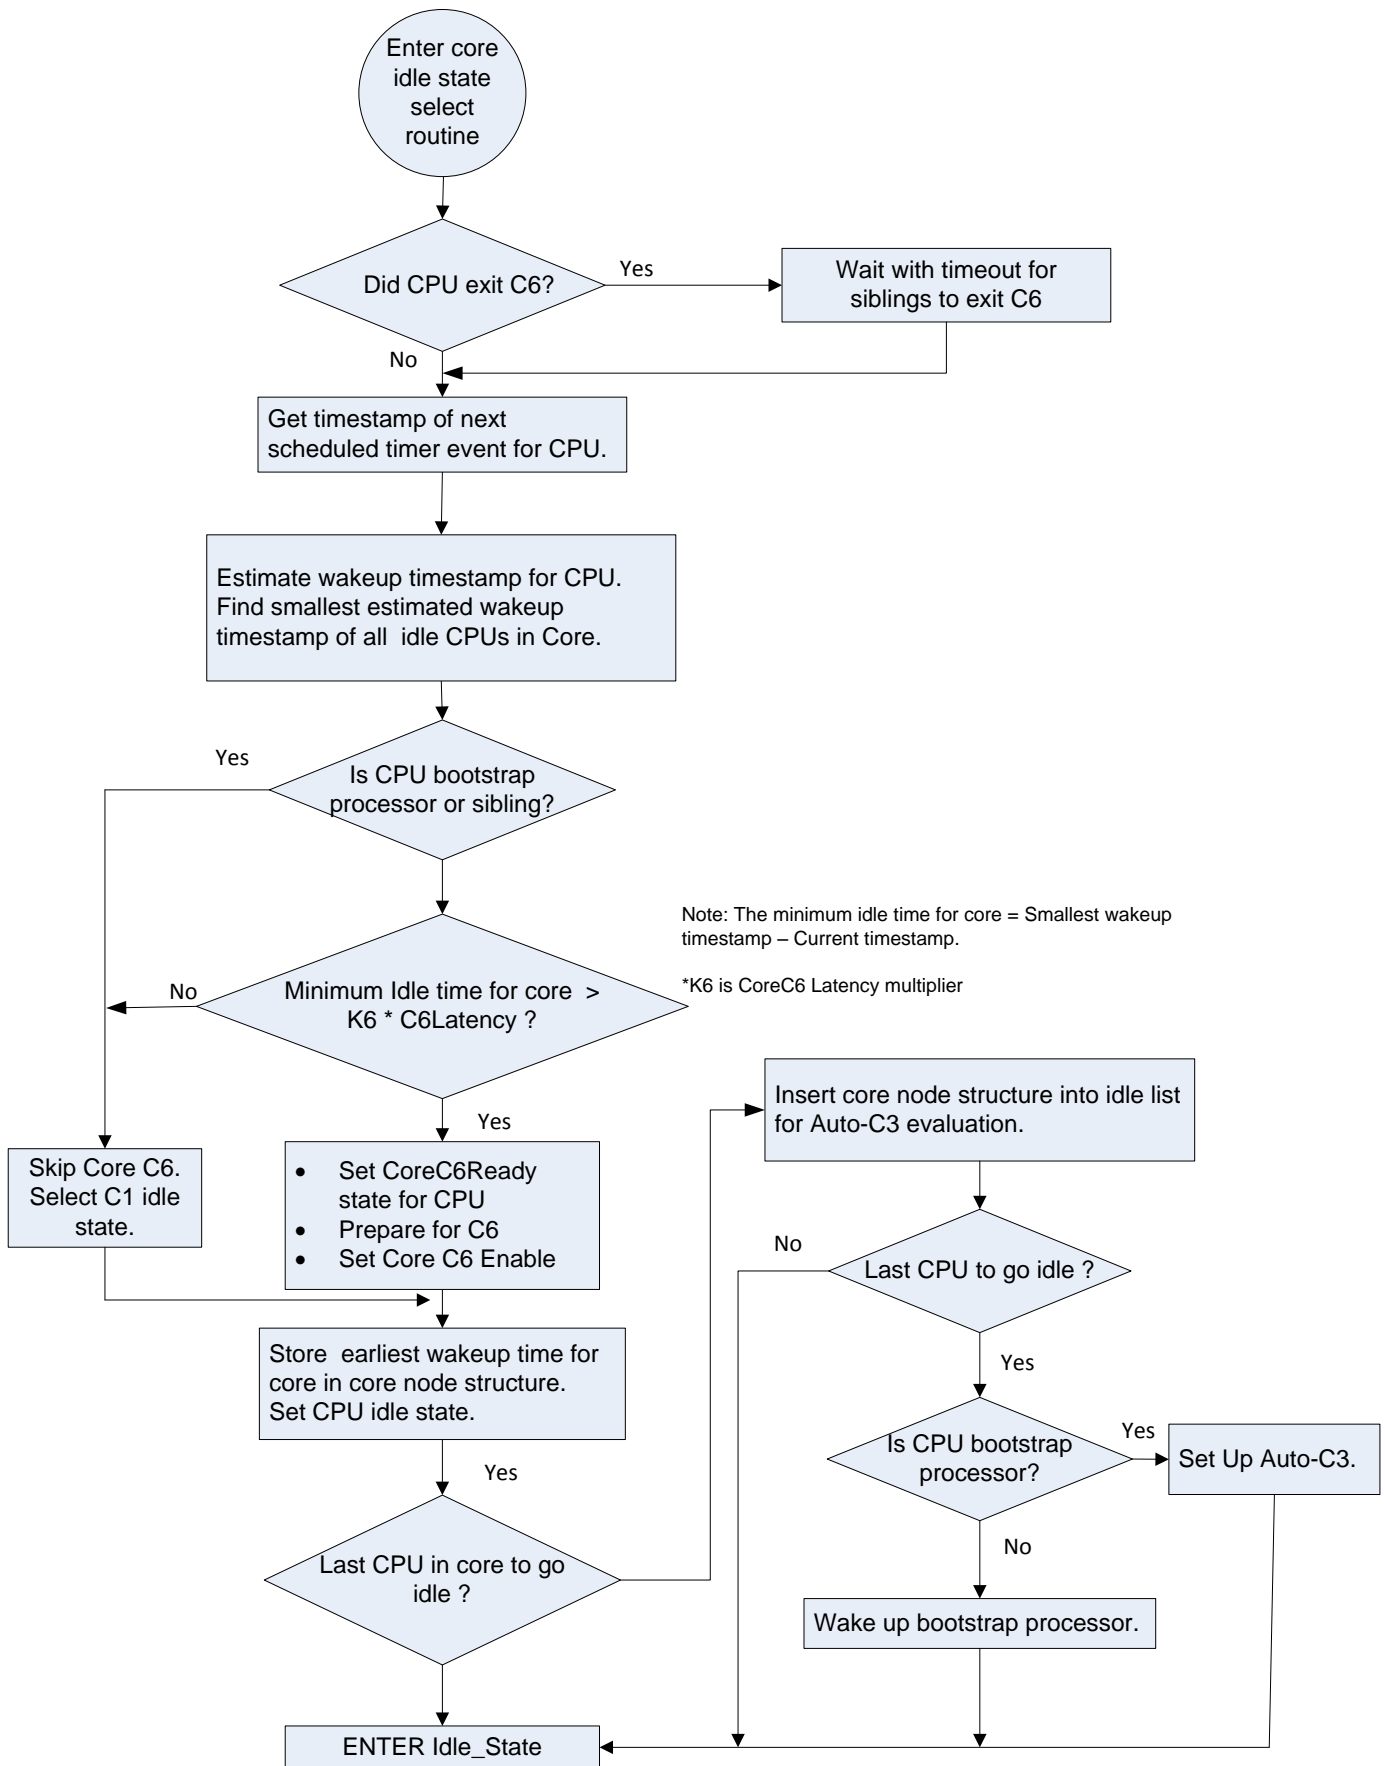 Enter core
idle state
select
routine
Did CPU exit C6?
Yes
Wait with timeout for
siblings to exit C6
No
Get timestamp of next
scheduled timer event for CPU.
Estimate wakeup timestamp for CPU.
Find smallest estimated wakeup
timestamp of all idle CPUs in Core.
Yes
Is CPU bootstrap
processor or sibling?
Note: The minimum idle time for core = Smallest wakeup
timestamp – Current timestamp.
*K6 is CoreC6 Latency multiplier
No
Minimum Idle time for core >
K6 * C6Latency ?
Yes
Skip Core C6.
Select C1 idle
state.
• Set CoreC6Ready
state for CPU
• Prepare for C6
• Set Core C6 Enable
Store earliest wakeup time for
core in core node structure.
Set CPU idle state.
Yes
Last CPU in core to go
idle ?
Insert core node structure into idle list
for Auto-C3 evaluation.
No
Last CPU to go idle ?
Yes
Is CPU bootstrap
processor?
Yes
Set Up Auto-C3.
No
Wake up bootstrap processor.
ENTER Idle_State